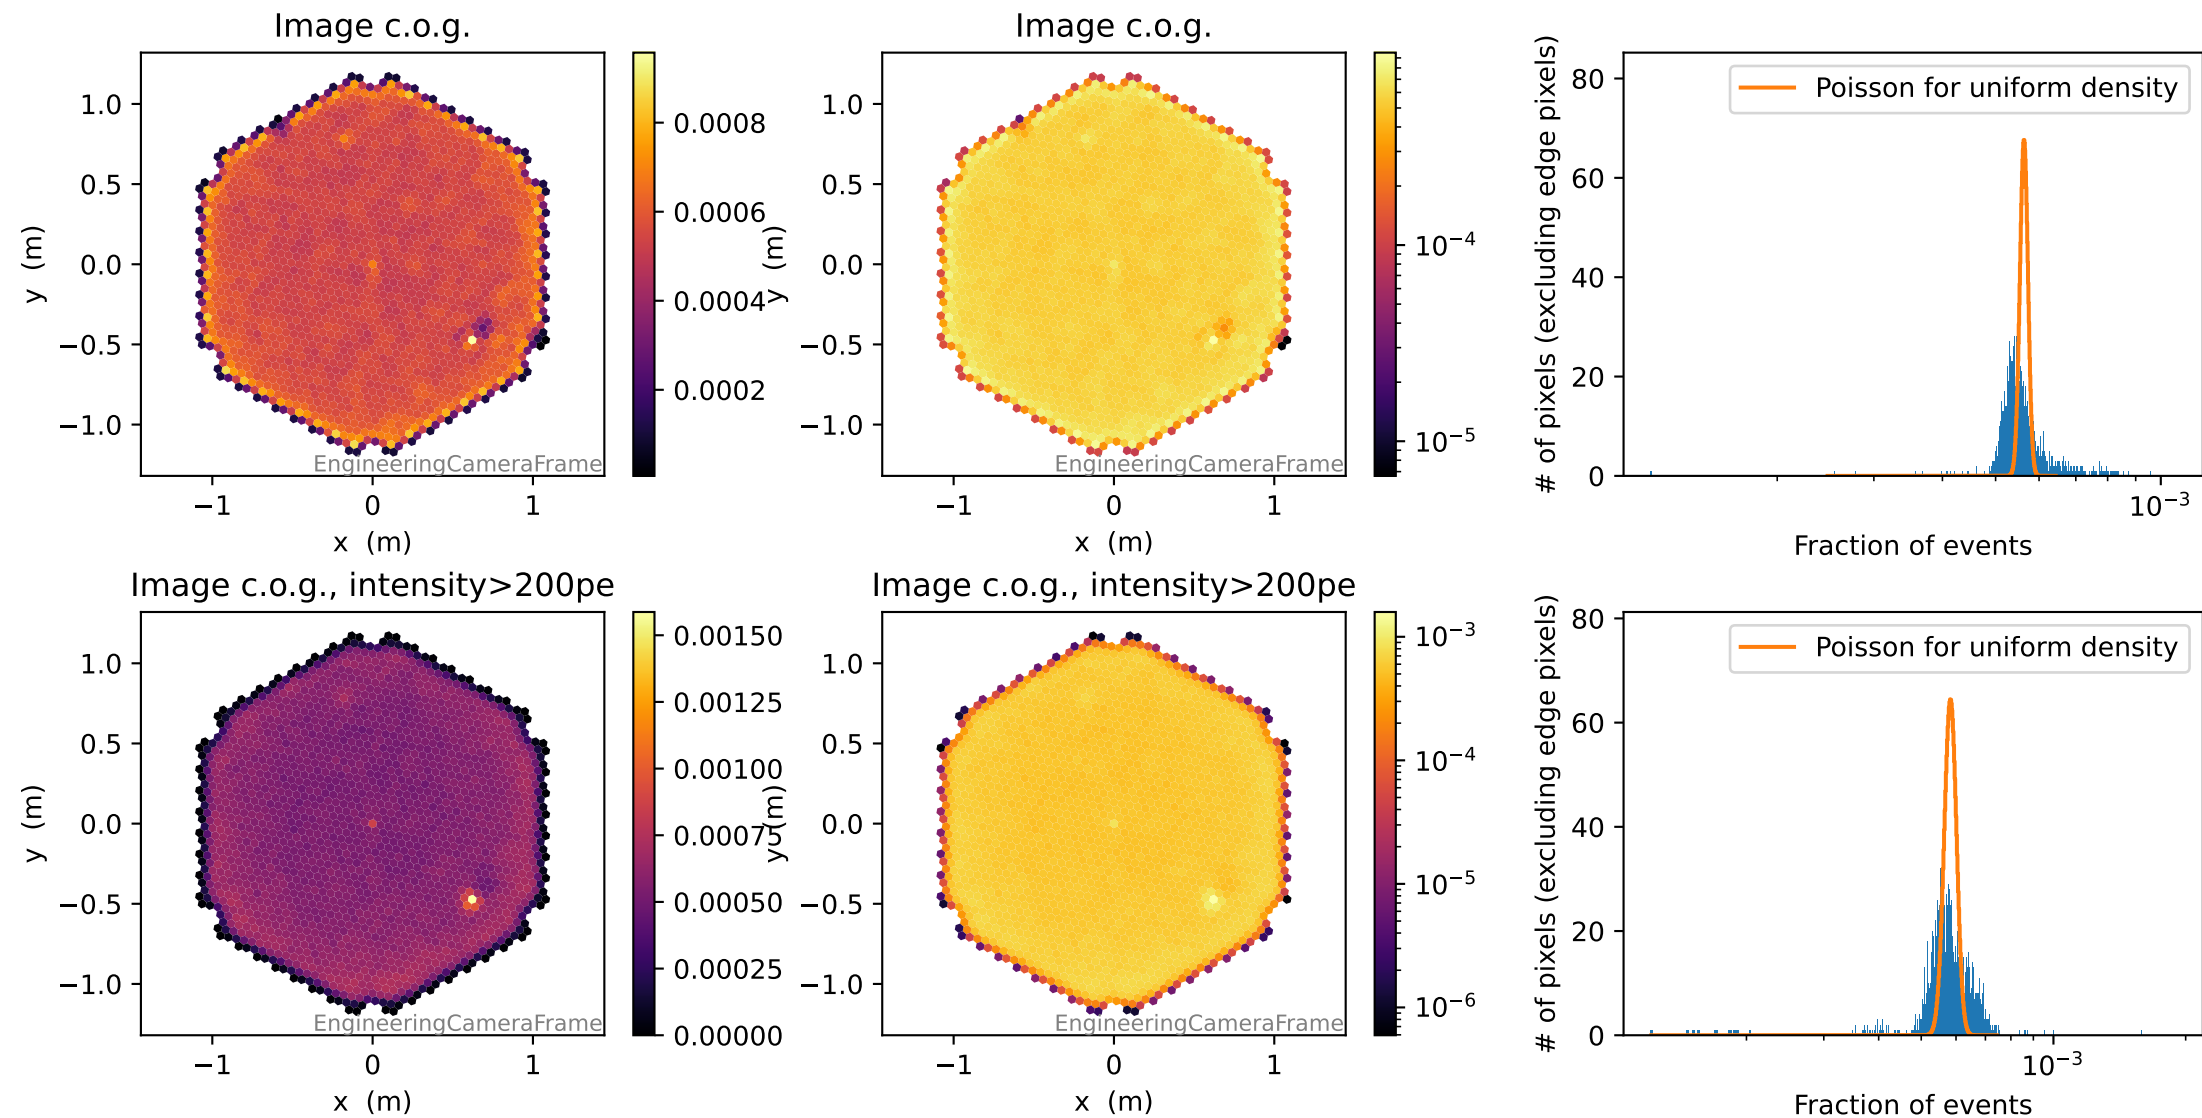 Image c.o.g.
y (m)
1.0
0.5
0.0
−0.5
−1.0
−1
0
1
x (m)
EngineeringCameraFrame
0.0008
0.0006
0.0004
0.0002
Image c.o.g.
y (m)
1.0
0.5
0.0
−0.5
−1.0
−1
0
1
x (m)
EngineeringCameraFrame
10−4
10−5
# of pixels (excluding edge pixels)
80
60
40
20
0
Poisson for uniform density
10−3
Fraction of events
Image c.o.g., intensity>200pe
y (m)
1.0
0.5
0.0
−0.5
−1.0
−1
0
1
x (m)
EngineeringCameraFrame
0.00150
0.00125
0.00100
0.00075
0.00050
0.00025
0.00000
Image c.o.g., intensity>200pe
y (m)
1.0
0.5
0.0
−0.5
−1.0
−1
0
1
x (m)
EngineeringCameraFrame
10−3
10−4
10−5
10−6
# of pixels (excluding edge pixels)
80
60
40
20
0
Poisson for uniform density
10−3
Fraction of events